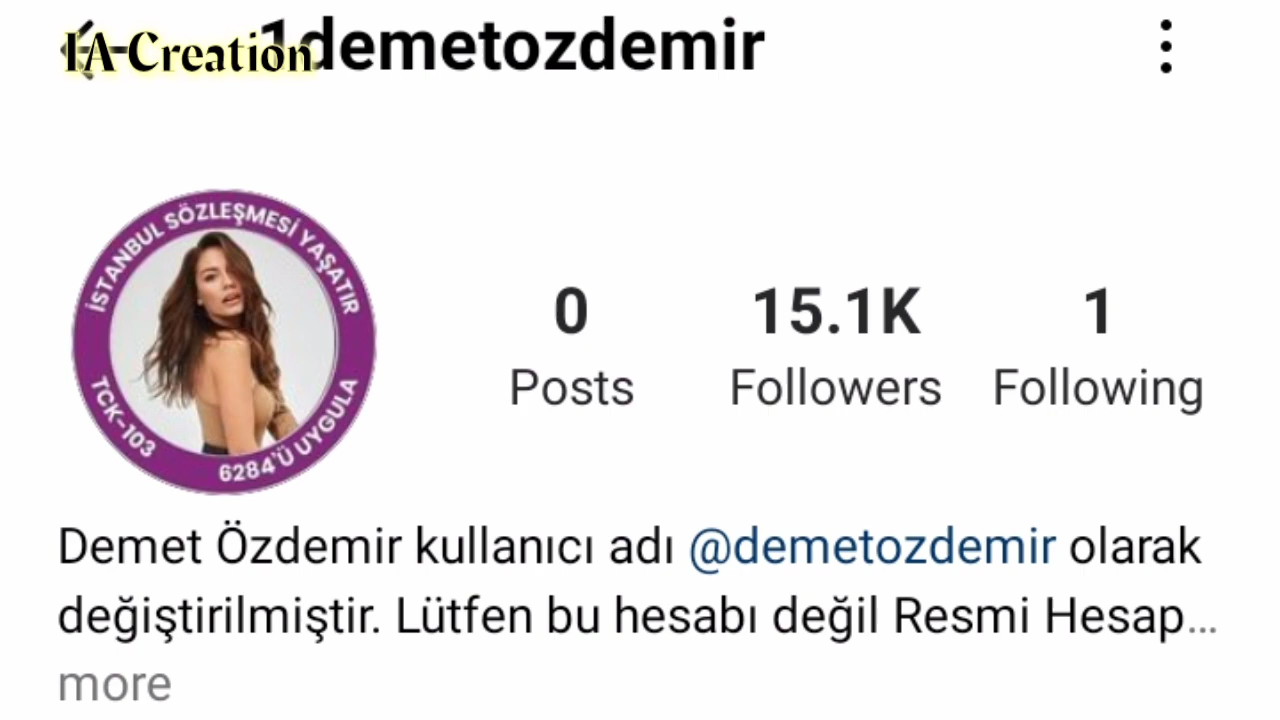 IA Creation
1demetozdemir
İSTANBUL SÖZLEŞMESİ YAŞATIR
TCK-103
6284'Ü UYGULA
0
Posts
15.1K
Followers
1
Following
Demet Özdemir kullanıcı adı @demetozdemir olarak
değiştirilmiştir. Lütfen bu hesabı değil Resmi Hesap...
more